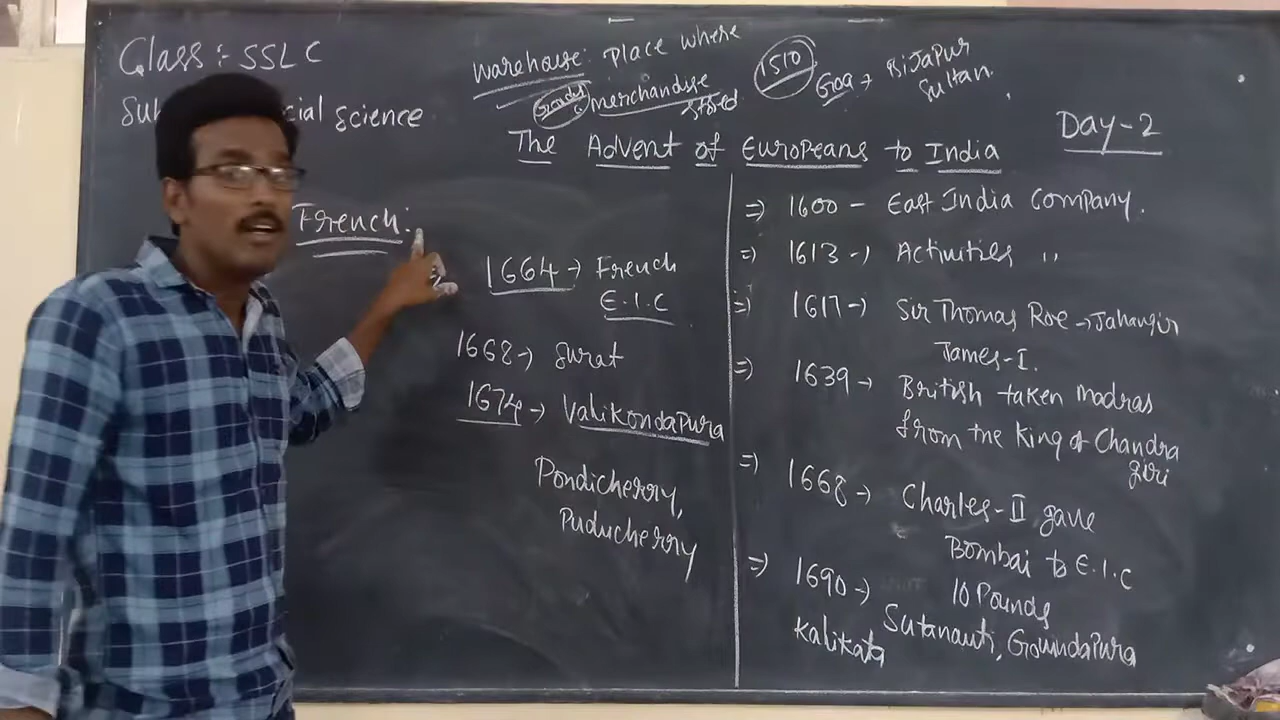 Class :- SSLC
Sub cial science
Warehouse: Place where
Goods merchandise
stored
1510
Goa → Bijapur
Sultan.
The Advent of Europeans to India
Day-2
French:
1664 → French
E.I.C
1668 → Surat
1674 → Valikondapura
Pondicherry,
Puducherry
⇒ 1600 - East India Company.
⇒ 1613 → Activities "
⇒ 1617 → Sir Thomas Roe → Jahangir
James-I.
⇒ 1639 → British taken madras
from the King of Chandra
giri
⇒ 1668 → Charles-II gave
Bombai to E.I.C
10 Pounds
⇒ 1690 → Sutanauti, Govindapura
Kalikata